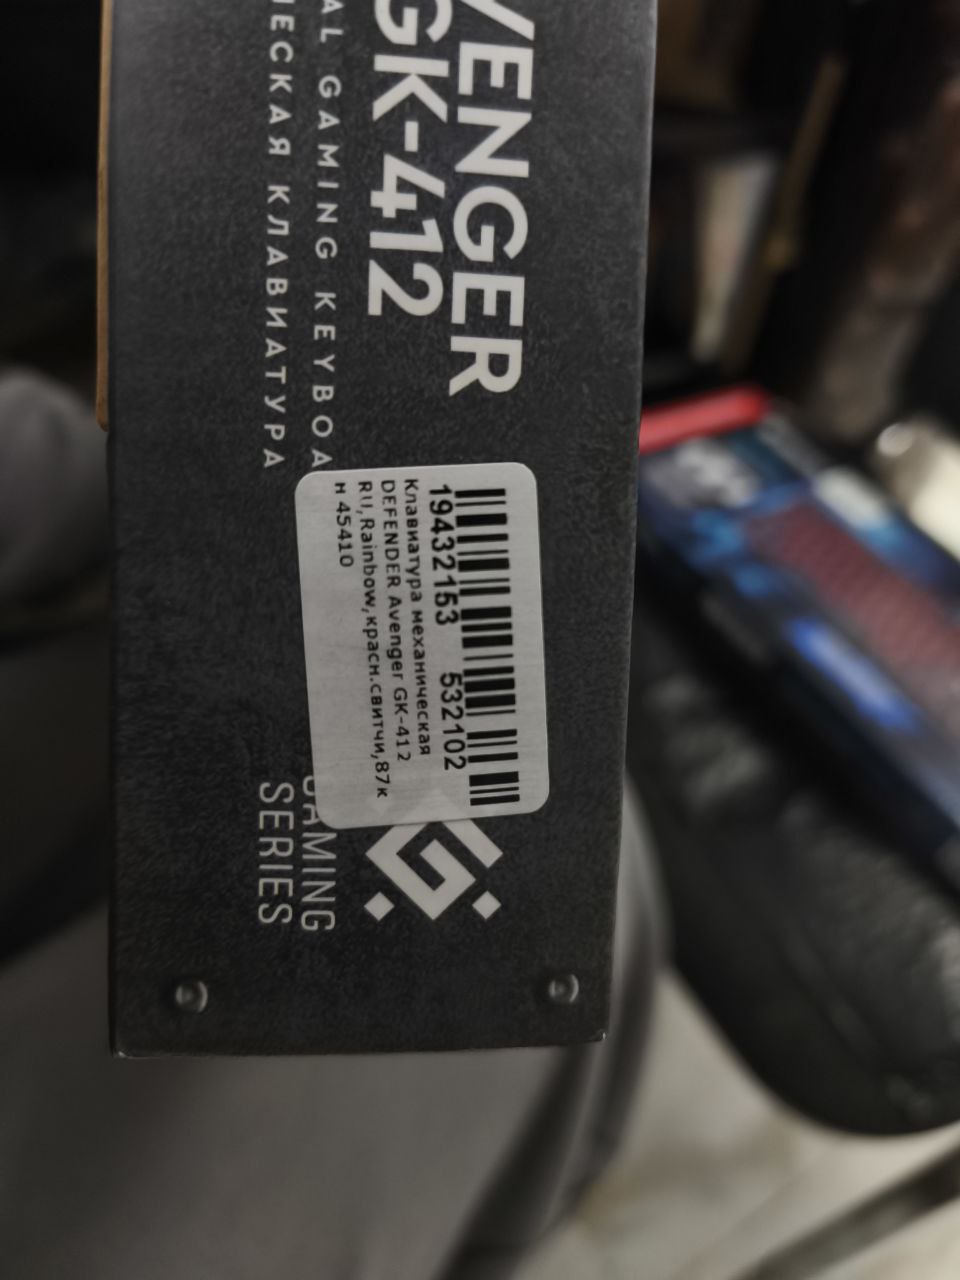 VENGER
GK-412
AL GAMING KEYBOA
ЧЕСКАЯ КЛАВИАТУРА
19432153 532102
Клавиатура механическая
DEFENDER Avenger GK-412
RU,Rainbow,красн.свитчи,87к
н 45410
GAMING
SERIES